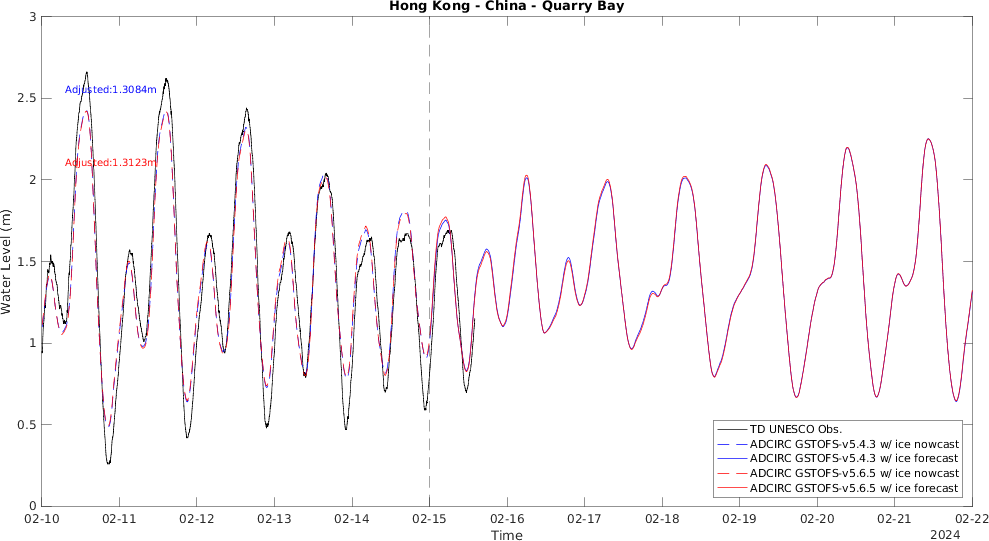 Hong Kong - China - Quarry Bay
3
2.5
2
1.5
1
0.5
0
Water Level (m)
Adjusted:1.3084m
Adjusted:1.3123m
TD UNESCO Obs.
ADCIRC GSTOFS-v5.4.3 w/ ice nowcast
ADCIRC GSTOFS-v5.4.3 w/ ice forecast
ADCIRC GSTOFS-v5.6.5 w/ ice nowcast
ADCIRC GSTOFS-v5.6.5 w/ ice forecast
02-10 02-11 02-12 02-13 02-14 02-15 02-16 02-17 02-18 02-19 02-20 02-21 02-22
Time
2024